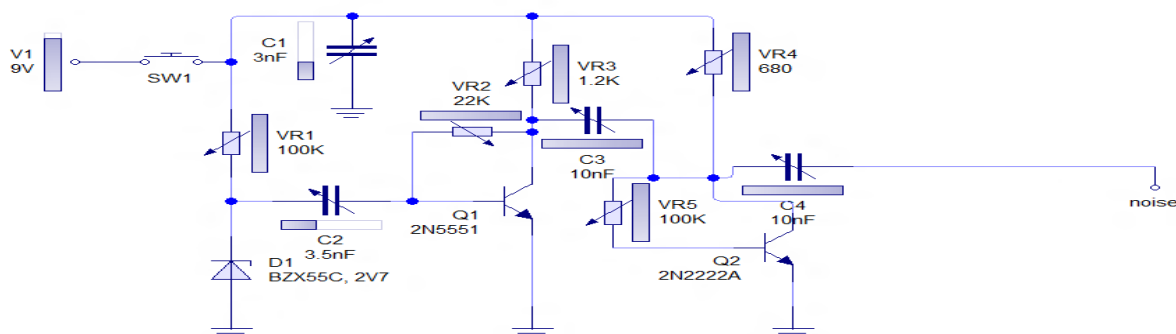 V1
9V
SW1
C1
3nF
VR1
100K
VR2
22K
VR3
1.2K
VR4
680
C3
10nF
C2
3.5nF
Q1
2N5551
VR5
100K
C4
10nF
noise
D1
BZX55C, 2V7
Q2
2N2222A